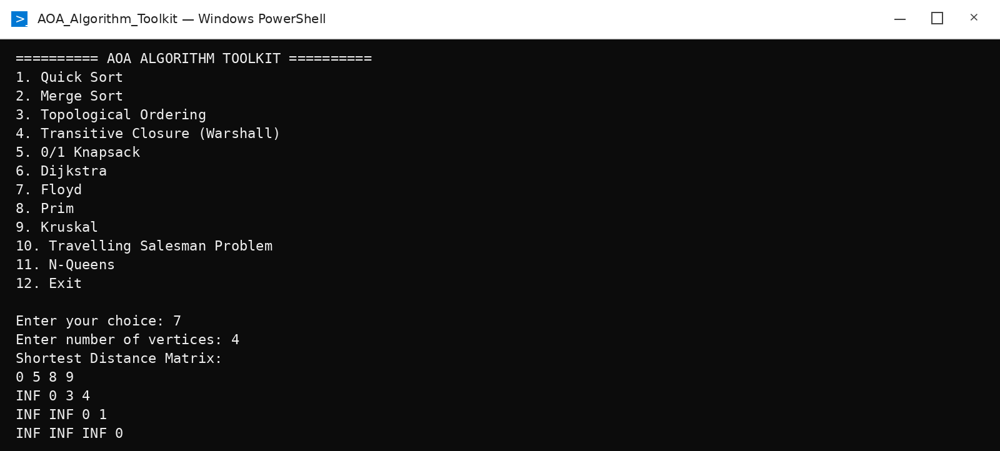 AOA_Algorithm_Toolkit — Windows PowerShell
========== AOA ALGORITHM TOOLKIT ==========
1. Quick Sort
2. Merge Sort
3. Topological Ordering
4. Transitive Closure (Warshall)
5. 0/1 Knapsack
6. Dijkstra
7. Floyd
8. Prim
9. Kruskal
10. Travelling Salesman Problem
11. N-Queens
12. Exit
Enter your choice: 7
Enter number of vertices: 4
Shortest Distance Matrix:
0 5 8 9
INF 0 3 4
INF INF 0 1
INF INF INF 0